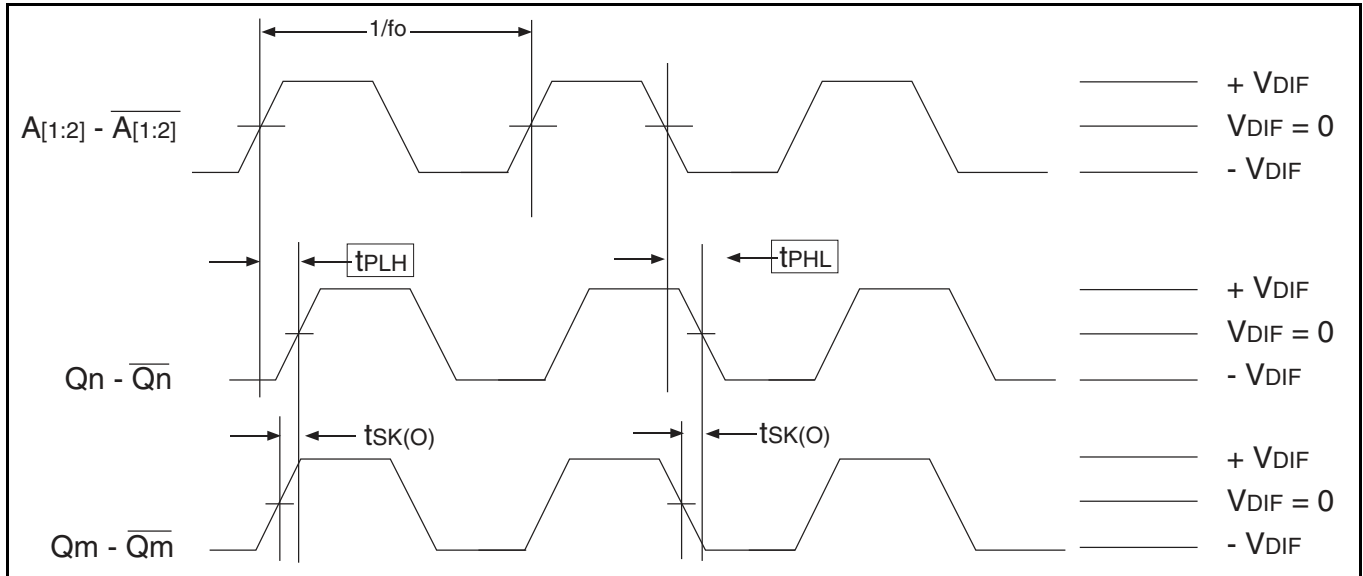 1/fo
A[1:2] - A[1:2]
+ VDIF
VDIF = 0
- VDIF
tPLH
tPHL
Qn - Qn
+ VDIF
VDIF = 0
- VDIF
tSK(O)
tSK(O)
Qm - Qm
+ VDIF
VDIF = 0
- VDIF